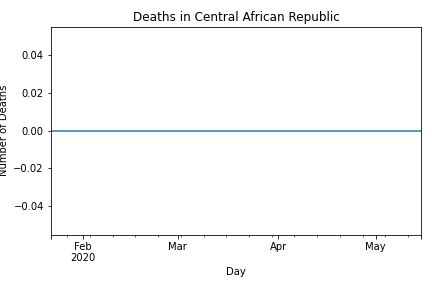 Deaths in Central African Republic
Number of Deaths
0.04
0.02
0.00
−0.02
−0.04
Feb
2020
Mar
Apr
May
Day